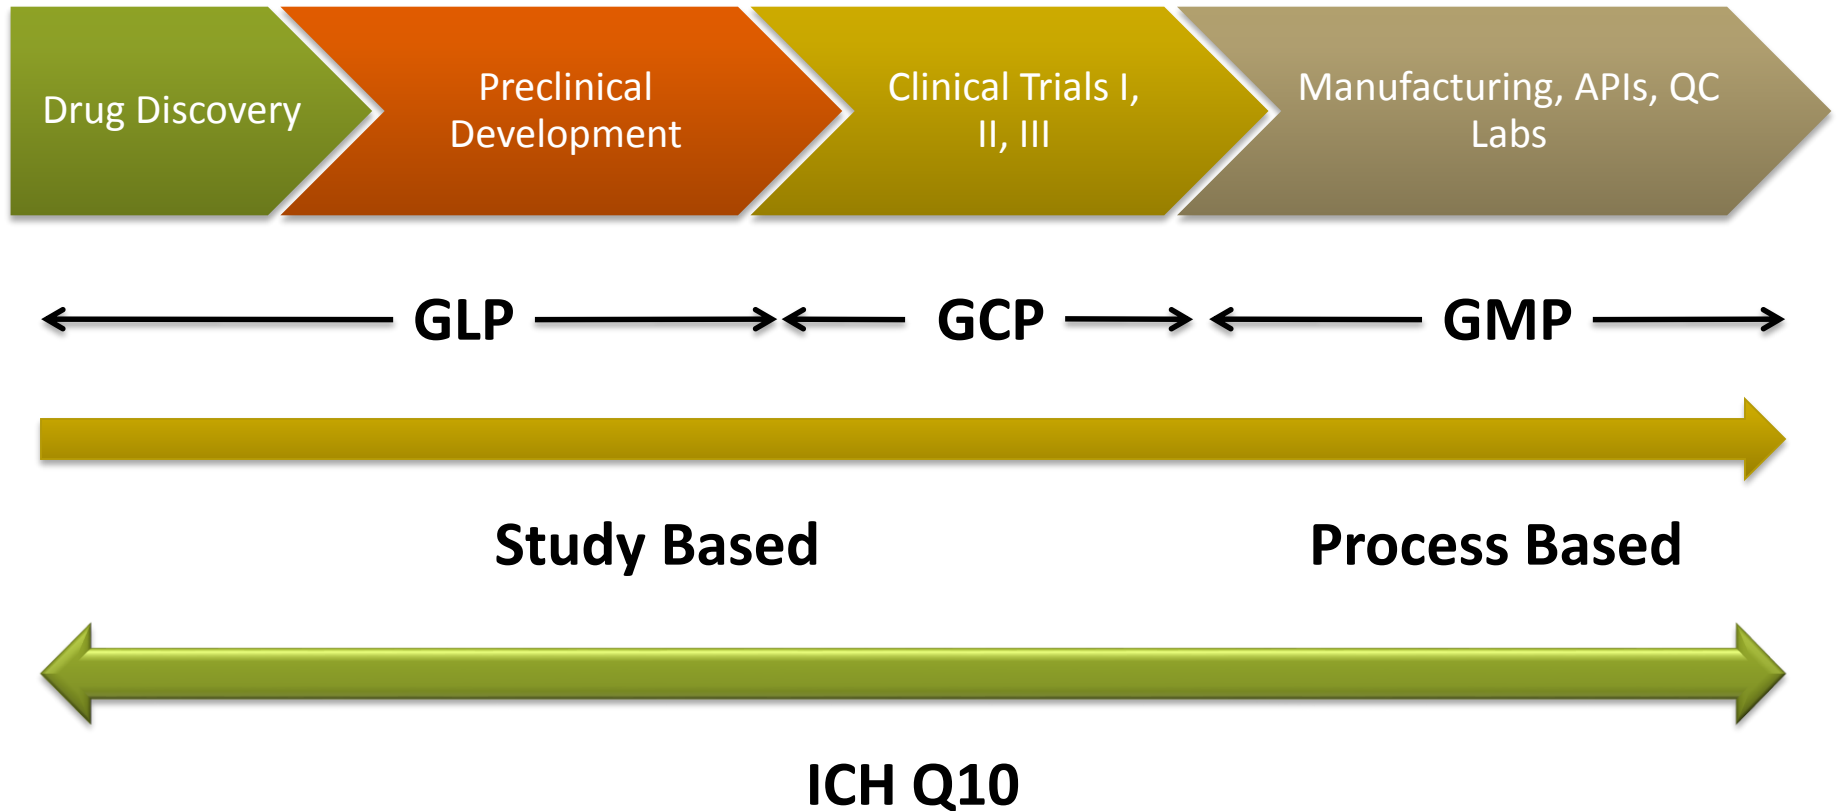 Drug Discovery
Preclinical
Development
Clinical Trials I,
II, III
Manufacturing, APIs, QC
Labs
GLP
GCP
GMP
Study Based
Process Based
ICH Q10